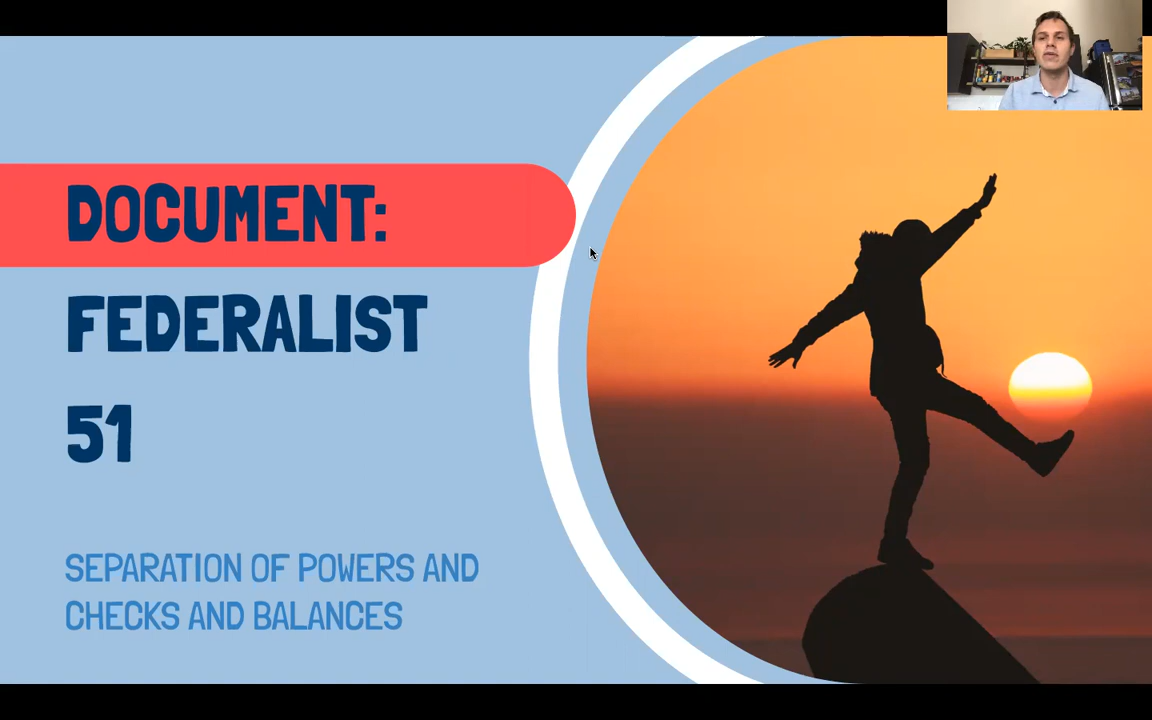 DOCUMENT:
FEDERALIST
51
SEPARATION OF POWERS AND
CHECKS AND BALANCES